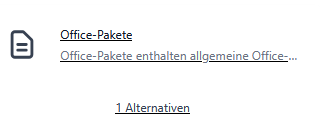 Office-Pakete
Office-Pakete enthalten allgemeine Office-...
1 Alternativen